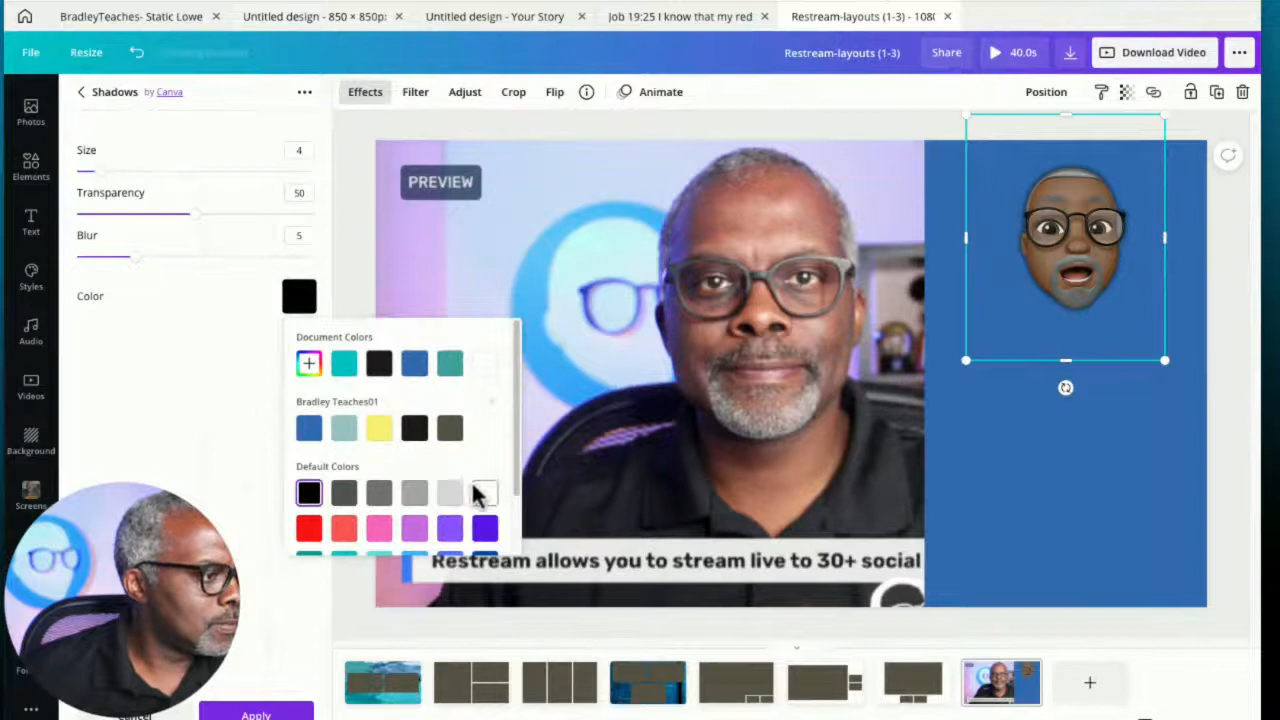 BradleyTeaches- Static Lowe
Untitled design - 850 × 850p
Untitled design - Your Story
Job 19:25 I know that my red
Restream-layouts (1-3) - 108
File
Resize
Restream-layouts (1-3)
Share
40.0s
Download Video
Shadows by Canva
Effects
Filter
Adjust
Crop
Flip
Animate
Position
Photos
Elements
Text
Styles
Audio
Videos
Background
Screens
Size
4
Transparency
50
Blur
5
Color
Document Colors
Bradley Teaches01
Default Colors
PREVIEW
Restream allows you to stream live to 30+ social
Apply